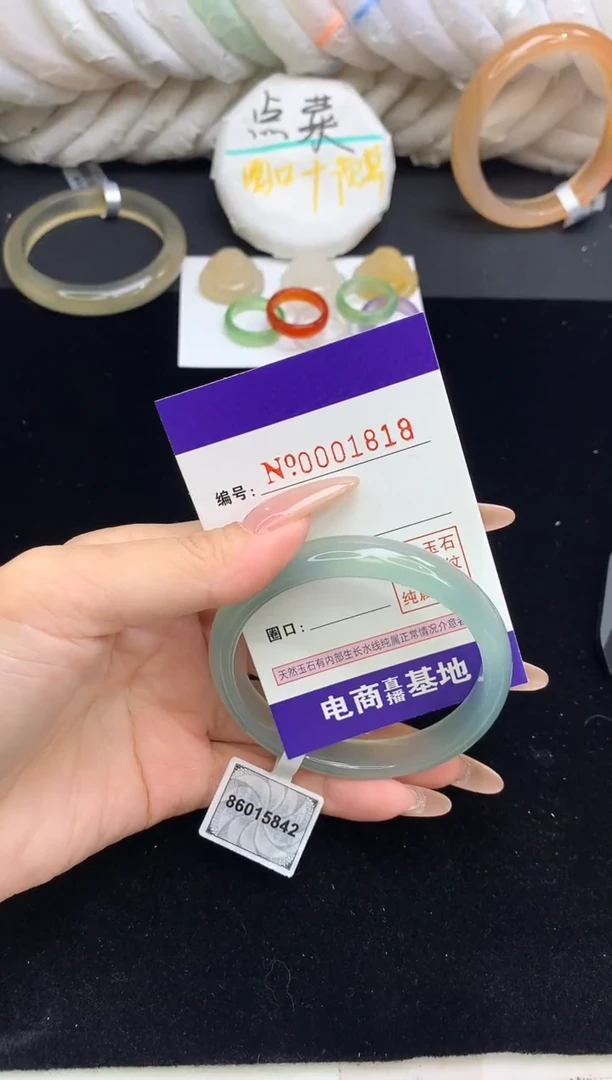 点菜
圈口十
编号: №0001818
玉石
纹
纯属
圈口:
天然玉石有内部生长水线纯属正常情况介意
电商直播基地
86015842